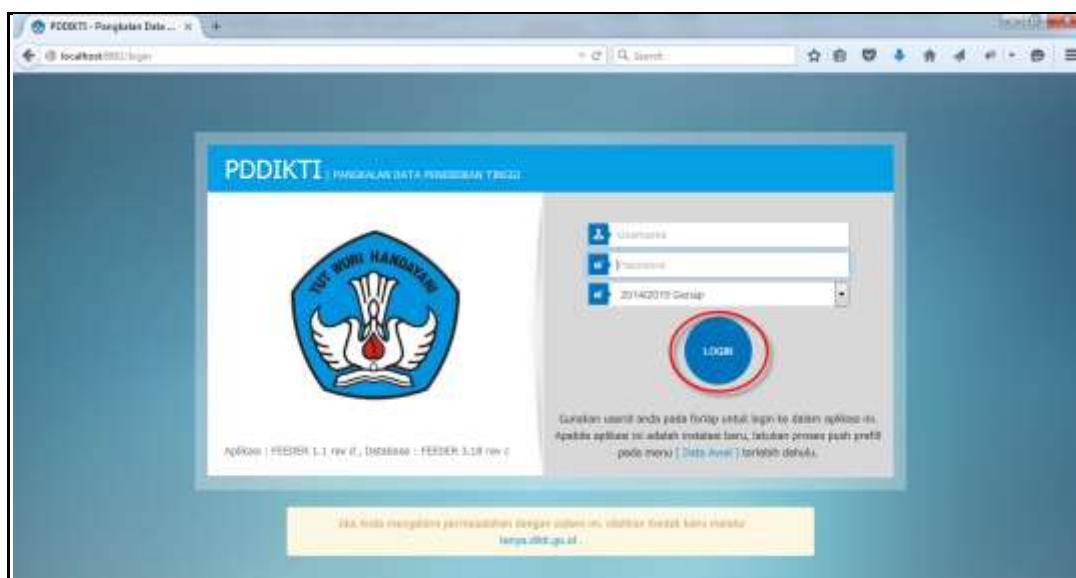 PDDIKTI - Pangkalan Data ...
localhost:8082/login
Search
PDDIKTI | PANGKALAN DATA PENDIDIKAN TINGGI
TUT WURI HANDAYANI
Username
Password
2014/2015 Genap
LOGIN
Gunakan userid anda pada forlap untuk login ke dalam aplikasi ini.
Apabila aplikasi ini adalah instalasi baru, lakukan proses push prefill
pada menu [ Data Awal ] terlebih dahulu.
Aplikasi : FEEDER 1.1 rev d , Database : FEEDER 3.18 rev c
Jika Anda mengalami permasalahan dengan sistem ini, silahkan kontak kami melalui
tanya.dikti.go.id .